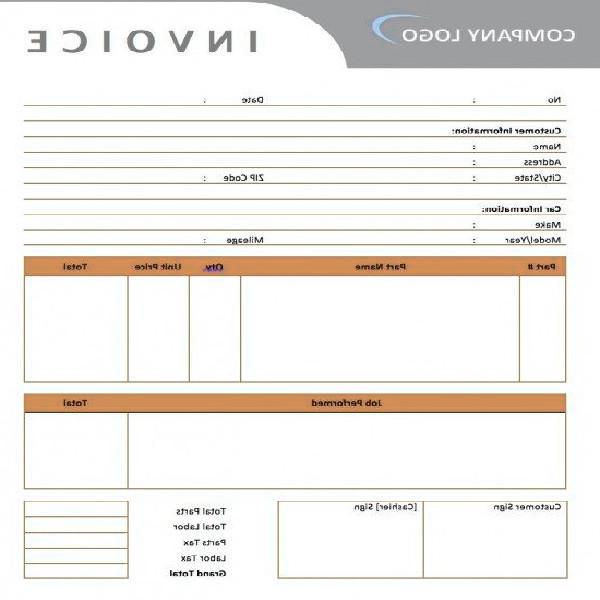 COMPANY LOGO INVOICE
No : Date :
Customer Information:
Name :
Address :
City/State : ZIP Code :
Car Information:
Make :
Model/Year : Mileage :
Part # Part Name Qty. Unit Price Total
Job Performed Total
Customer Sign [Cashier] Sign Total Parts
Total Labor
Parts Tax
Labor Tax
Grand Total